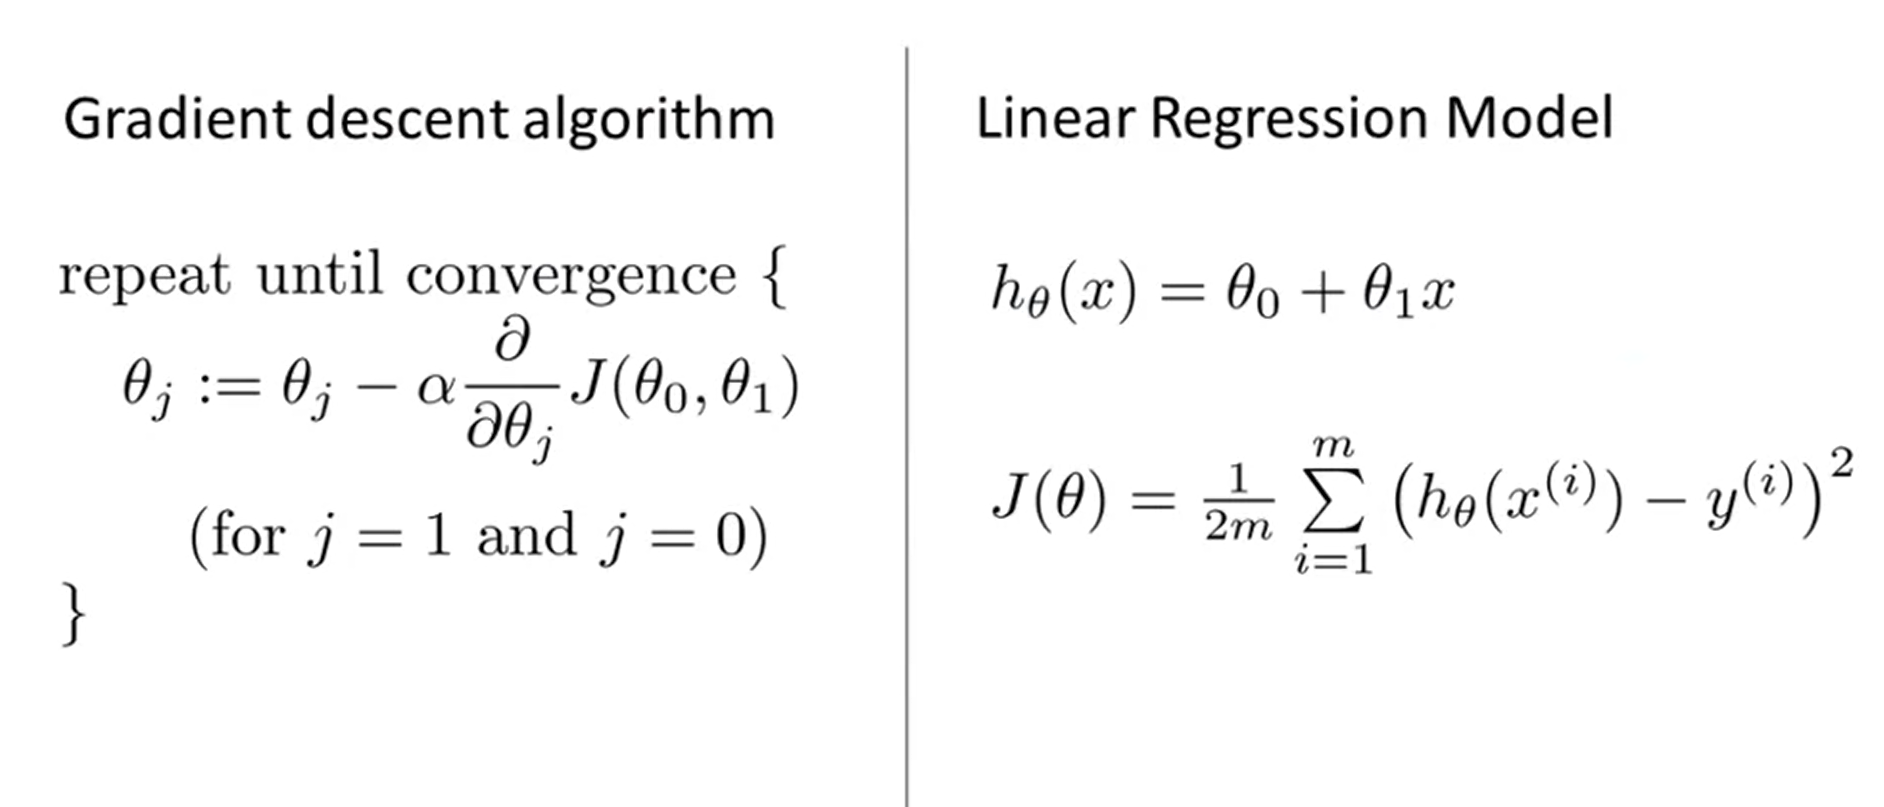 Gradient descent algorithm
repeat until convergence {
θ_j := θ_j − α ∂/∂θ_j J(θ_0, θ_1)
(for j = 1 and j = 0)
}
Linear Regression Model
h_θ(x) = θ_0 + θ_1x
J(θ) = 1/2m ∑_{i=1}^{m} (h_θ(x^{(i)}) − y^{(i)})^2